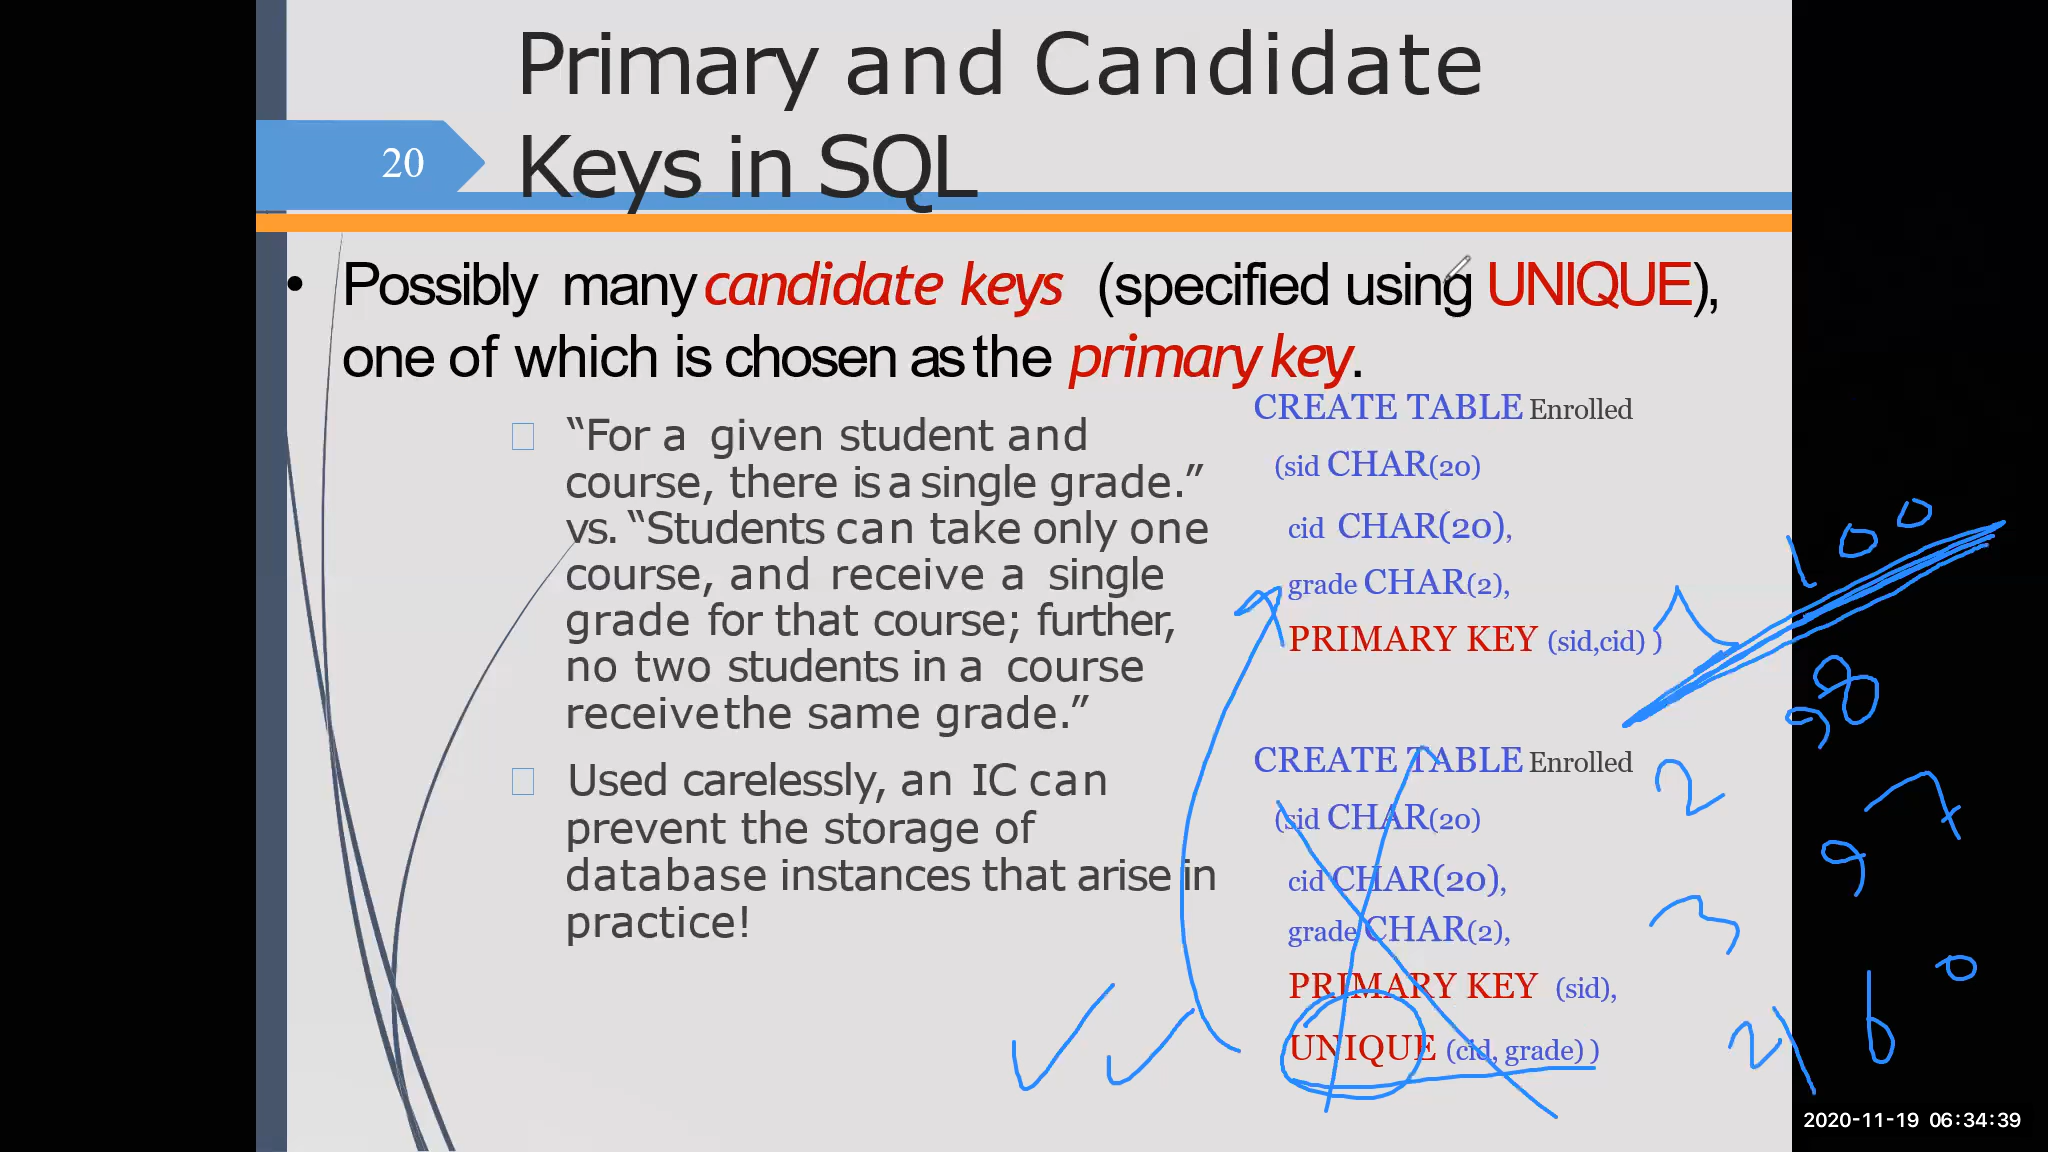 Primary and Candidate
Keys in SQL
20
• Possibly many candidate keys (specified using UNIQUE),
one of which is chosen as the primary key.
“For a given student and
course, there is a single grade.”
vs. “Students can take only one
course, and receive a single
grade for that course; further,
no two students in a course
receive the same grade.”
Used carelessly, an IC can
prevent the storage of
database instances that arise in
practice!
CREATE TABLE Enrolled
(sid CHAR(20)
cid CHAR(20),
grade CHAR(2),
PRIMARY KEY (sid,cid) )
CREATE TABLE Enrolled
(sid CHAR(20)
cid CHAR(20),
grade CHAR(2),
PRIMARY KEY (sid),
UNIQUE (cid, grade) )
100
98
2
97
3
2020-11-19 06:34:39